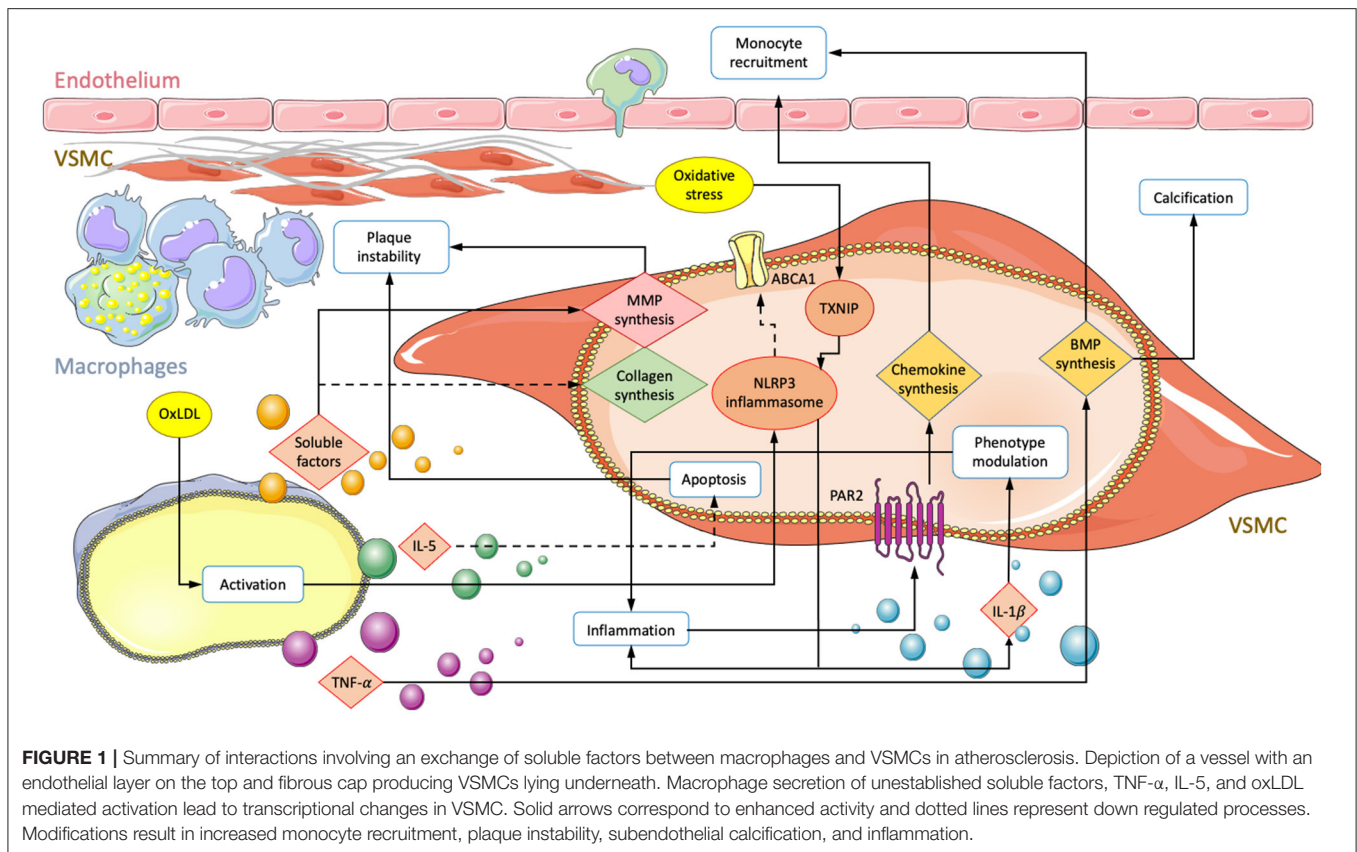 Monocyte
recruitment
Endothelium
VSMC
Oxidative
stress
Calcification
Plaque
instability
ABCA1
MMP
synthesis
TXNIP
BMP
synthesis
Macrophages
Chemokine
synthesis
Collagen
synthesis
NLRP3
inflammasome
OxLDL
Soluble
factors
Phenotype
modulation
Apoptosis
PAR2
VSMC
IL-5
Activation
IL-1β
Inflammation
TNF-α
FIGURE 1 | Summary of interactions involving an exchange of soluble factors between macrophages and VSMCs in atherosclerosis. Depiction of a vessel with an
endothelial layer on the top and fibrous cap producing VSMCs lying underneath. Macrophage secretion of unestablished soluble factors, TNF-α, IL-5, and oxLDL
mediated activation lead to transcriptional changes in VSMC. Solid arrows correspond to enhanced activity and dotted lines represent down regulated processes.
Modifications result in increased monocyte recruitment, plaque instability, subendothelial calcification, and inflammation.